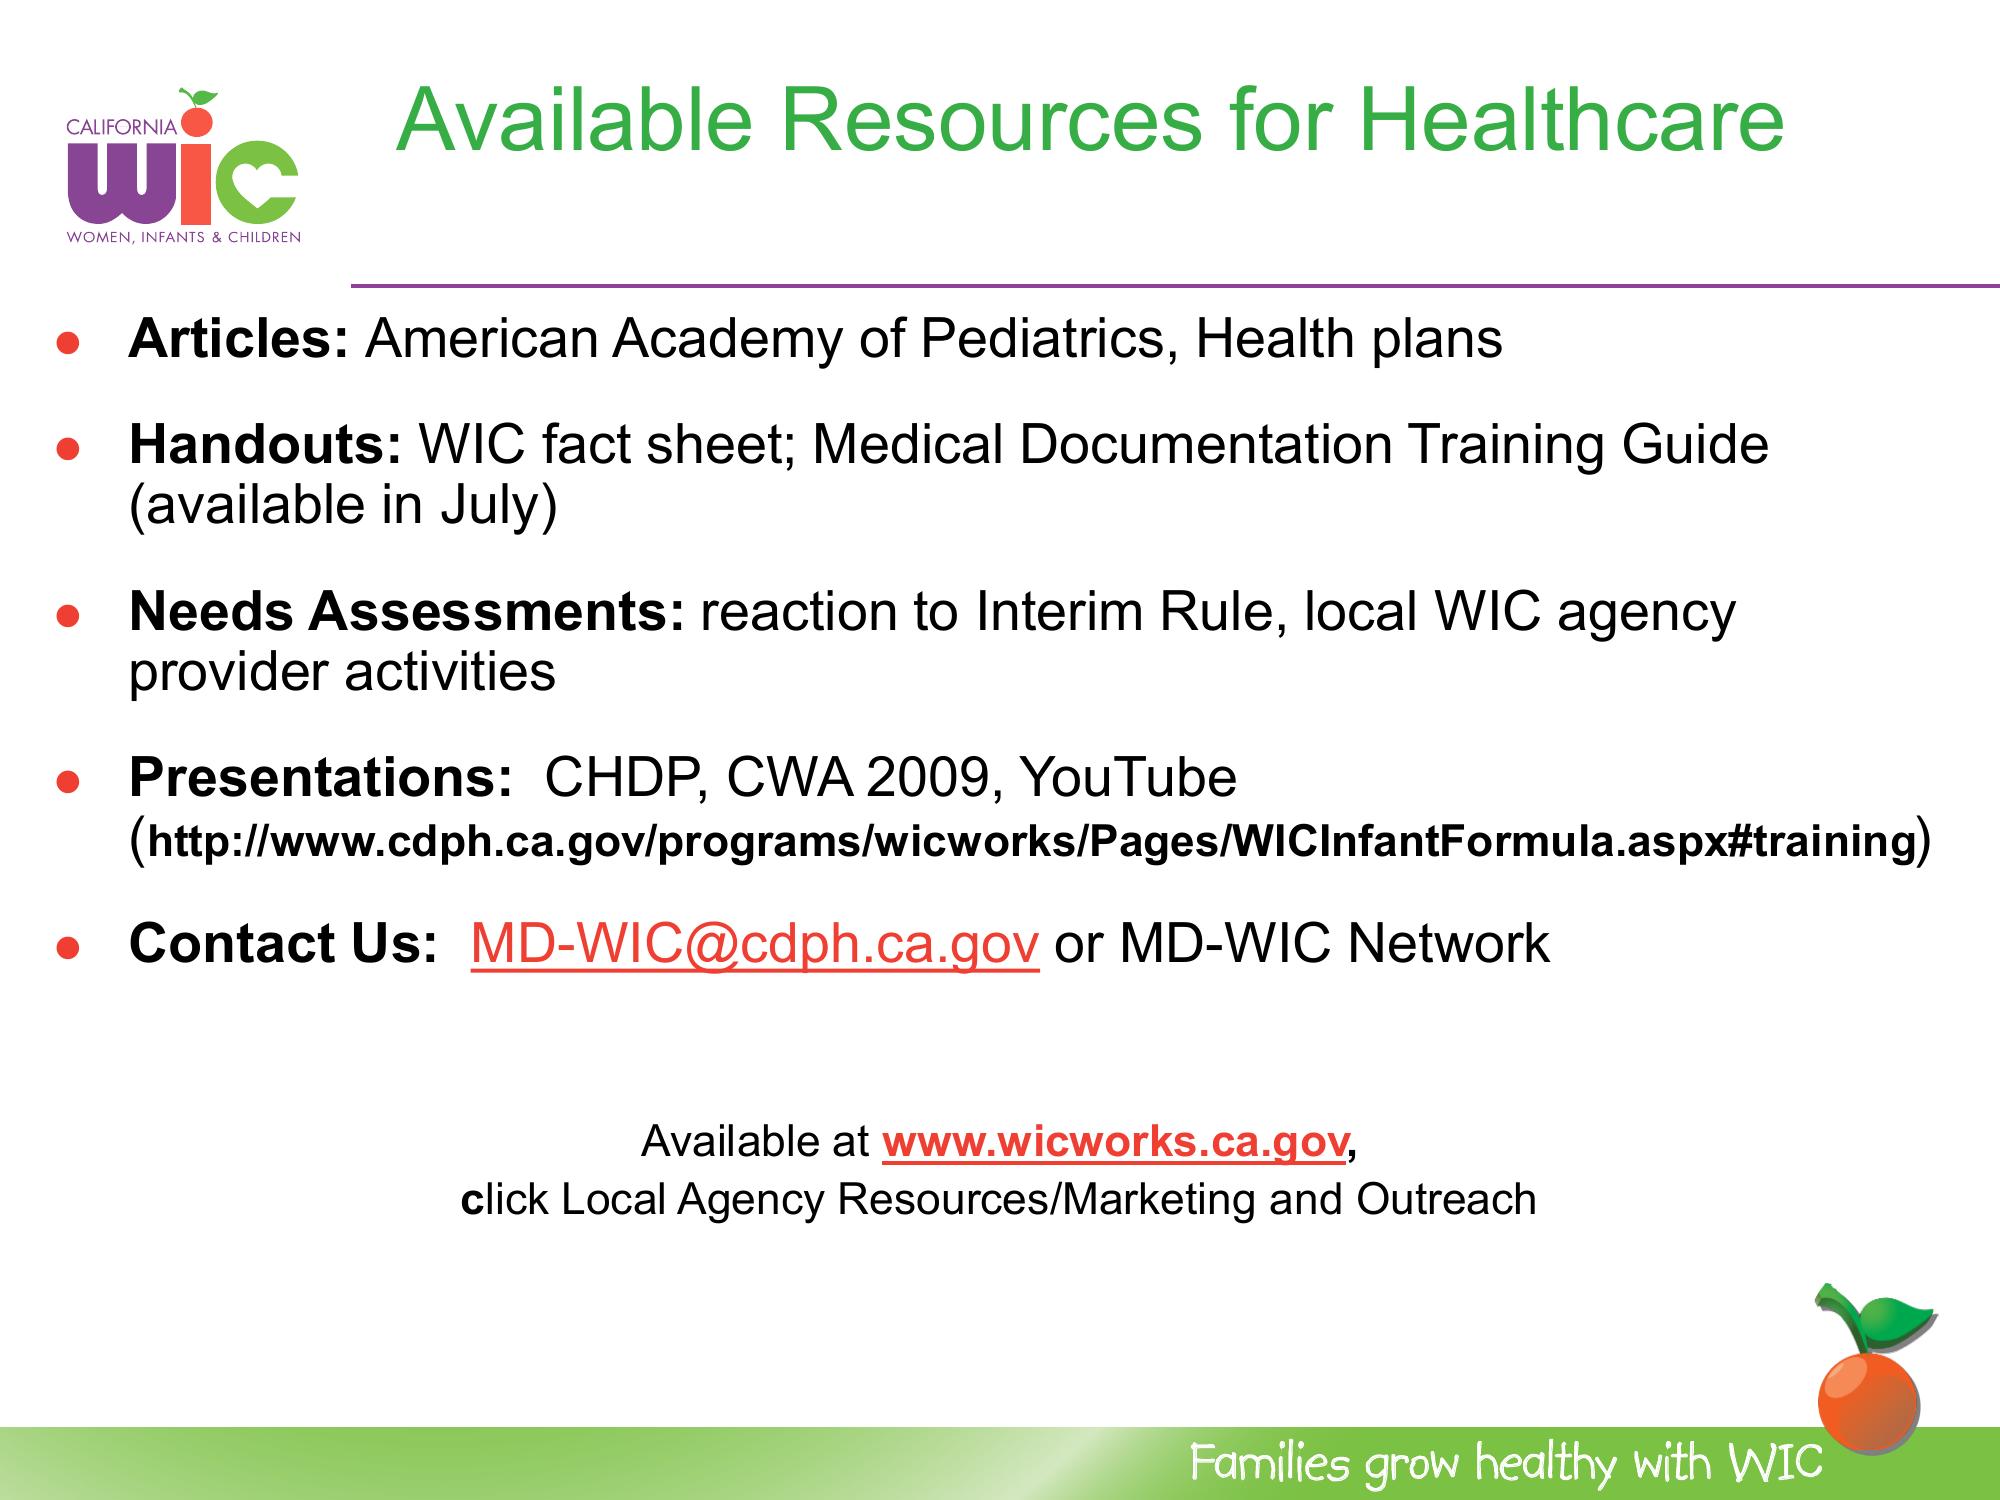 CALIFORNIA
wic
WOMEN, INFANTS & CHILDREN
Available Resources for Healthcare
● Articles: American Academy of Pediatrics, Health plans
● Handouts: WIC fact sheet; Medical Documentation Training Guide
(available in July)
● Needs Assessments: reaction to Interim Rule, local WIC agency
provider activities
● Presentations:  CHDP, CWA 2009, YouTube
(http://www.cdph.ca.gov/programs/wicworks/Pages/WICInfantFormula.aspx#training)
● Contact Us:  MD-WIC@cdph.ca.gov or MD-WIC Network
Available at www.wicworks.ca.gov,
click Local Agency Resources/Marketing and Outreach
Families grow healthy with WIC